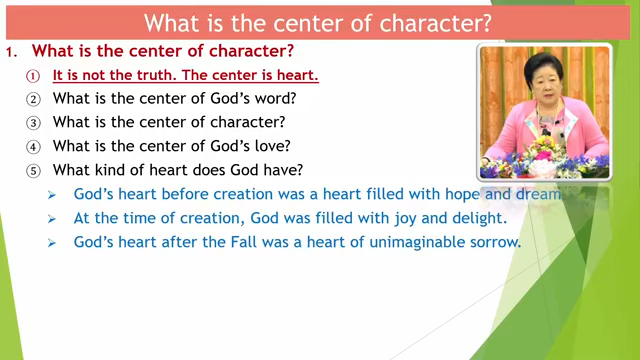 What is the center of character?
1. What is the center of character?
① It is not the truth. The center is heart.
② What is the center of God's word?
③ What is the center of character?
④ What is the center of God's love?
⑤ What kind of heart does God have?
➢ God's heart before creation was a heart filled with hope and dream.
➢ At the time of creation, God was filled with joy and delight.
➢ God's heart after the Fall was a heart of unimaginable sorrow.